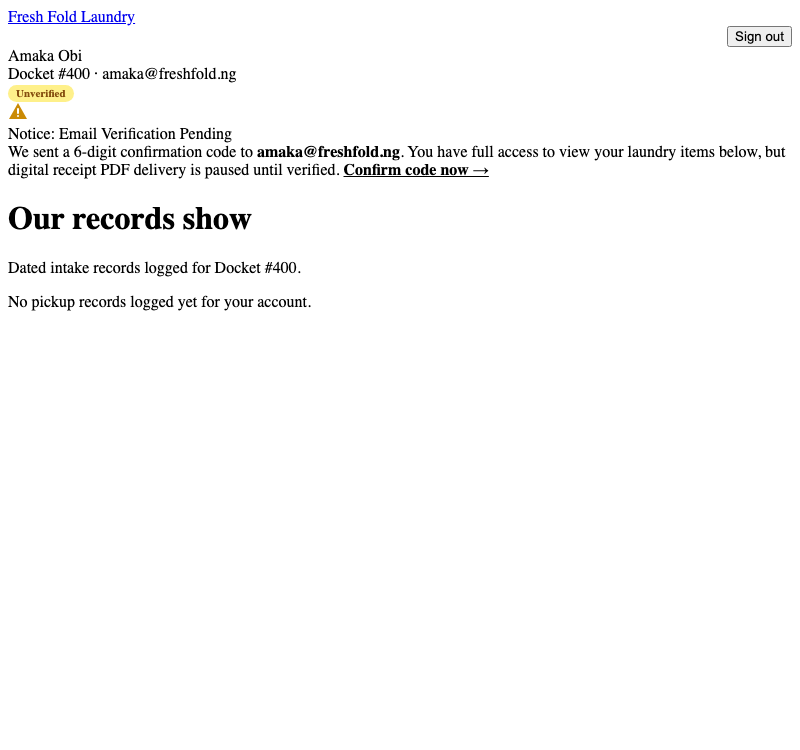 Fresh Fold Laundry
Sign out
Amaka Obi
Docket #400 · amaka@freshfold.ng
Unverified
Notice: Email Verification Pending
We sent a 6-digit confirmation code to amaka@freshfold.ng. You have full access to view your laundry items below, but
digital receipt PDF delivery is paused until verified. Confirm code now →
Our records show
Dated intake records logged for Docket #400.
No pickup records logged yet for your account.